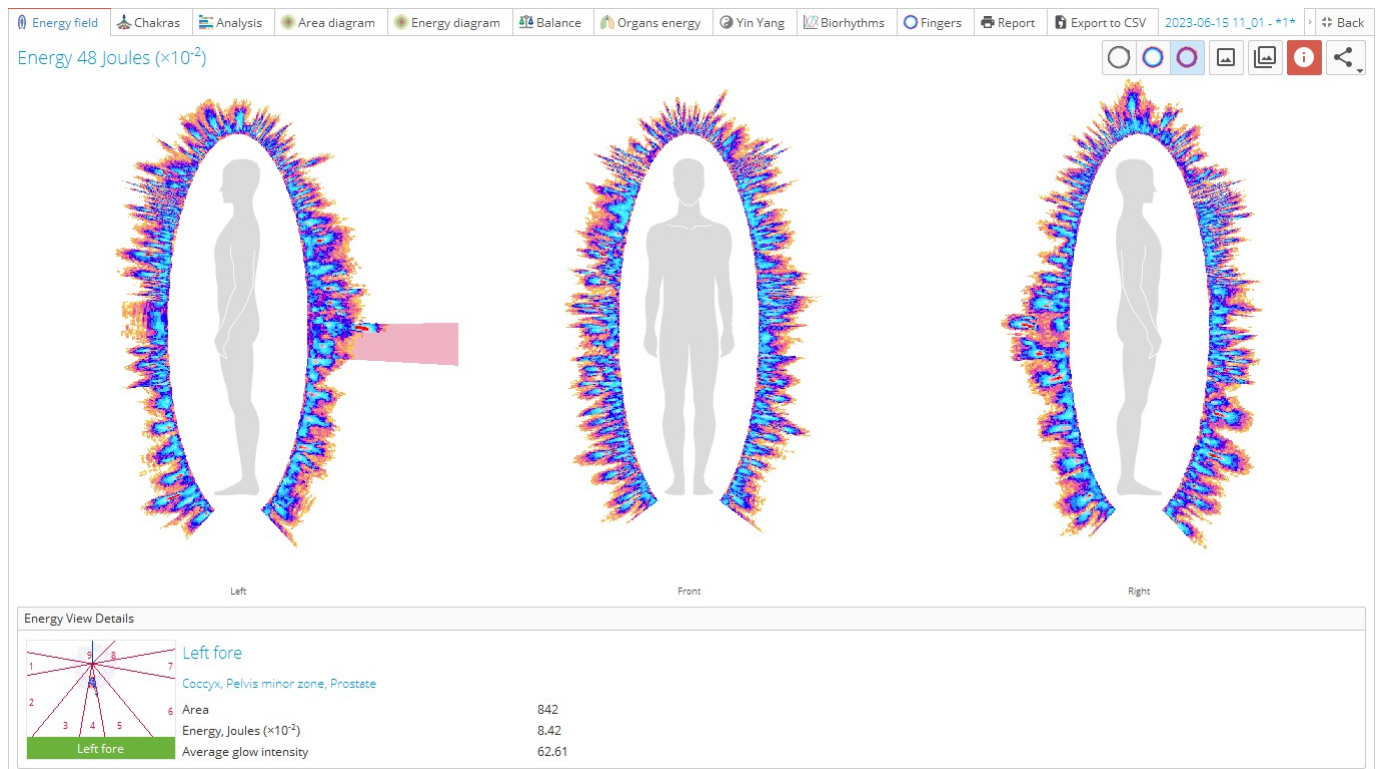 Energy field Chakras Analysis Area diagram Energy diagram Balance Organs energy Yin Yang Biorhythms Fingers Report Export to CSV 2023-06-15 11_01 - *1* › Back
Energy 48 Joules (×10⁻²)
Left Front Right
Energy View Details
9 8
1 7
2 6
3 4 5
Left fore
Left fore
Coccyx, Pelvis minor zone, Prostate
Area 842
Energy, Joules (×10⁻²) 8.42
Average glow intensity 62.61